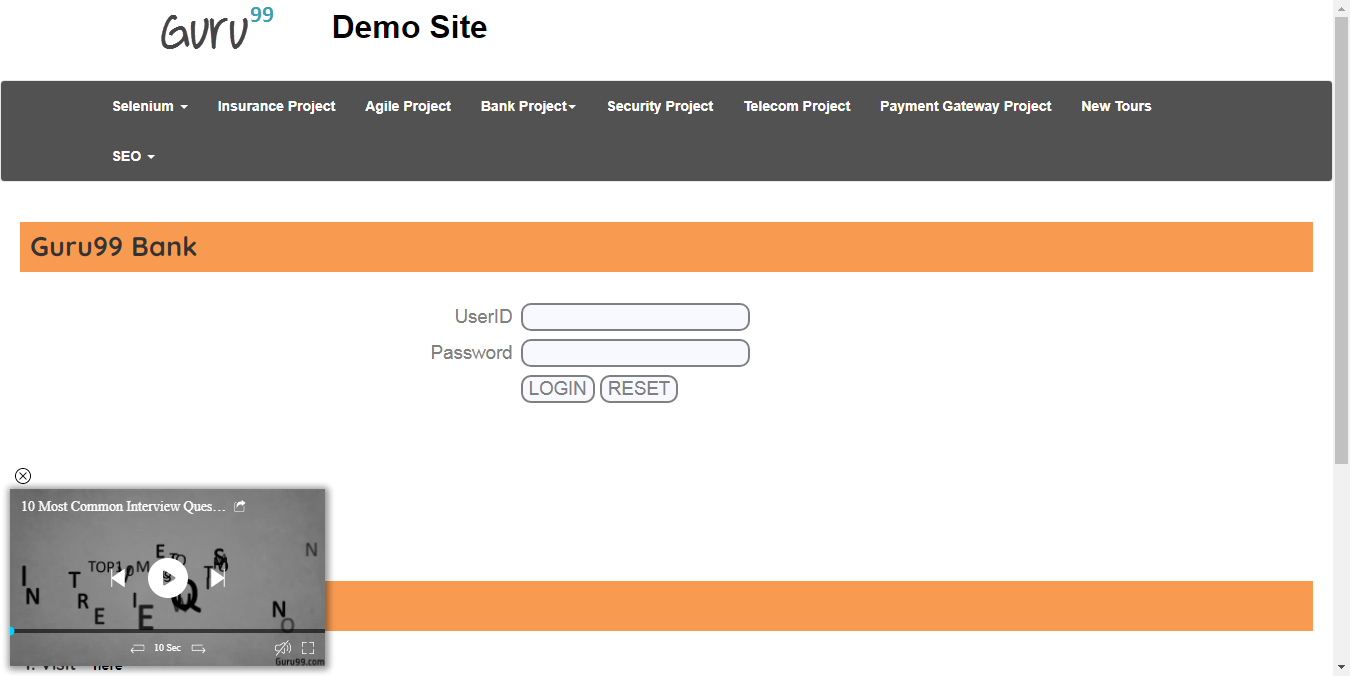 Guru99
Demo Site
Selenium Insurance Project Agile Project Bank Project Security Project Telecom Project Payment Gateway Project New Tours
SEO
Guru99 Bank
UserID
Password
LOGIN RESET
10 Most Common Interview Ques...
10 Sec
Guru99.com
1. Visit here